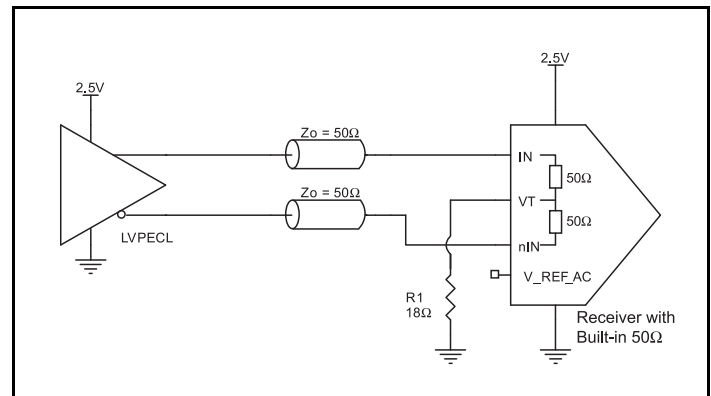 2.5V
2.5V
Zo = 50Ω
IN
50Ω
Zo = 50Ω
VT
50Ω
LVPECL
nIN
V_REF_AC
R1
18Ω
Receiver with
Built-in 50Ω